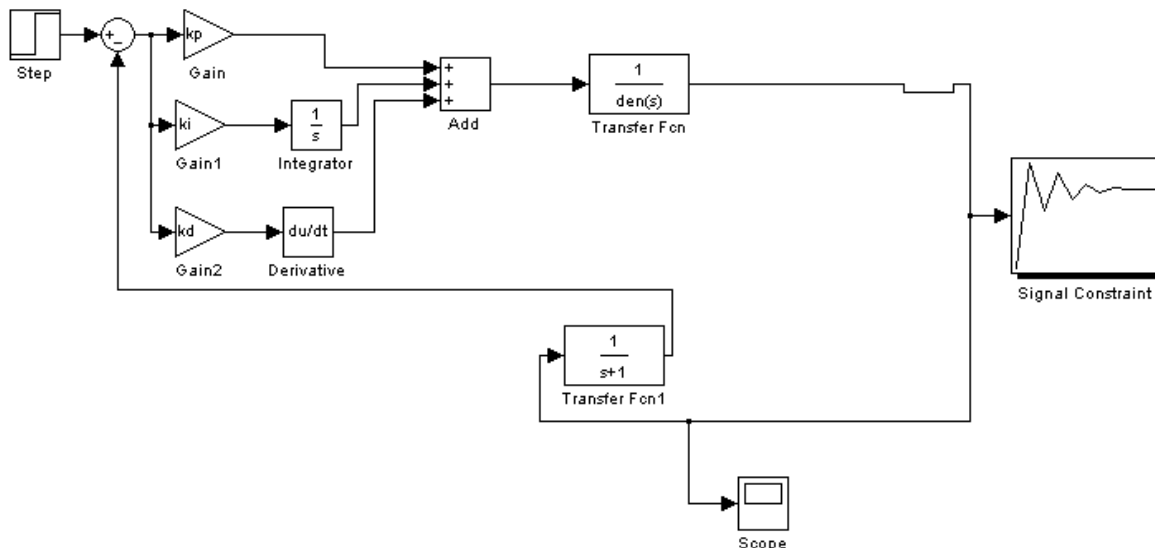 Step
+
−
kp
Gain
ki
Gain1
1
s
Integrator
kd
Gain2
du/dt
Derivative
+
+
+
Add
1
den(s)
Transfer Fcn
Signal Constraint
1
s+1
Transfer Fcn1
Scope